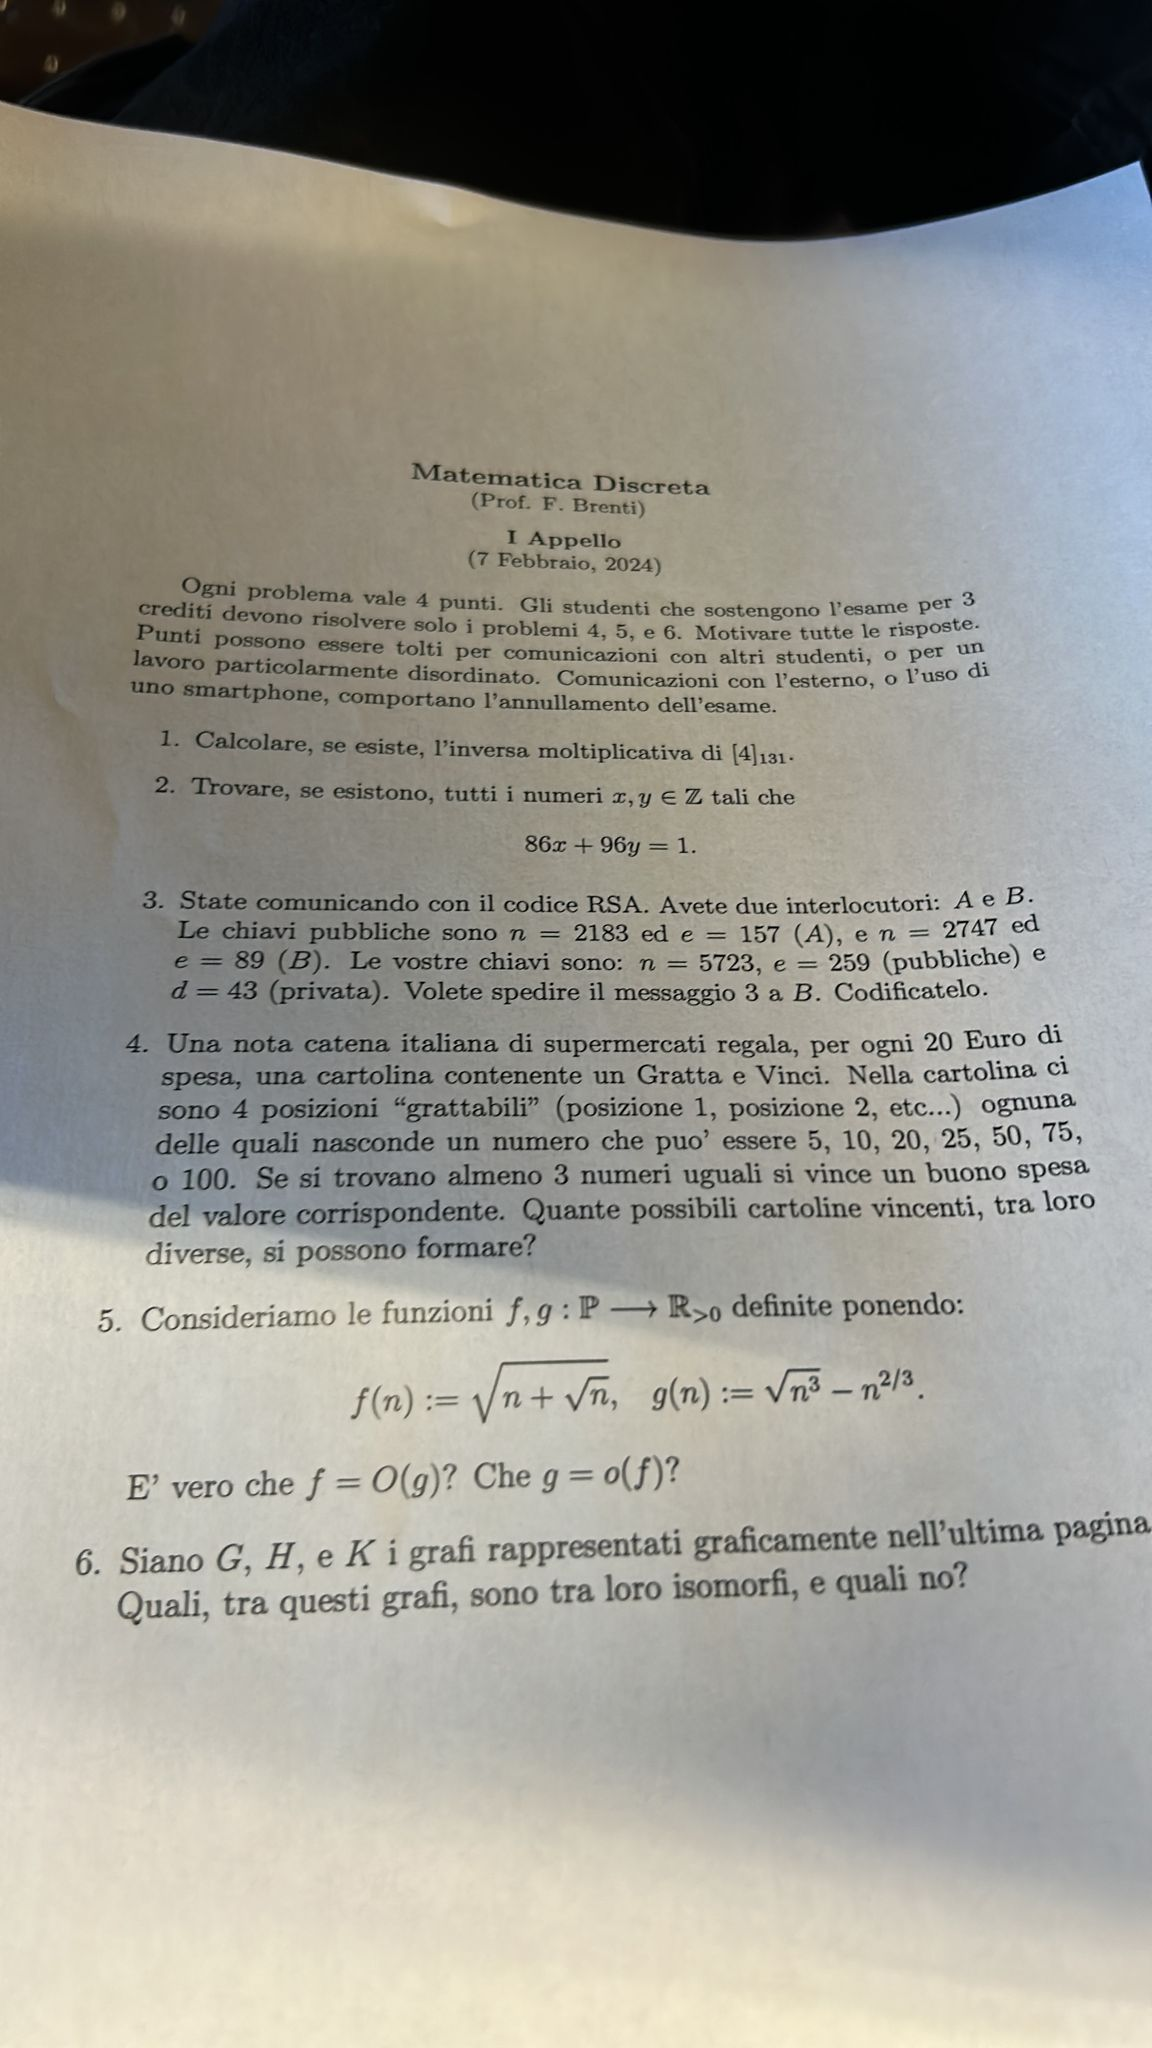 Matematica Discreta
(Prof. F. Brenti)
I Appello
(7 Febbraio, 2024)
Ogni problema vale 4 punti. Gli studenti che sostengono l'esame per 3
crediti devono risolvere solo i problemi 4, 5, e 6. Motivare tutte le risposte.
Punti possono essere tolti per comunicazioni con altri studenti, o per un
lavoro particolarmente disordinato. Comunicazioni con l'esterno, o l'uso di
uno smartphone, comportano l'annullamento dell'esame.
1. Calcolare, se esiste, l'inversa moltiplicativa di [4]₁₃₁.
2. Trovare, se esistono, tutti i numeri x, y ∈ ℤ tali che
86x + 96y = 1.
3. State comunicando con il codice RSA. Avete due interlocutori: A e B.
Le chiavi pubbliche sono n = 2183 ed e = 157 (A), e n = 2747 ed
e = 89 (B). Le vostre chiavi sono: n = 5723, e = 259 (pubbliche) e
d = 43 (privata). Volete spedire il messaggio 3 a B. Codificatelo.
4. Una nota catena italiana di supermercati regala, per ogni 20 Euro di
spesa, una cartolina contenente un Gratta e Vinci. Nella cartolina ci
sono 4 posizioni "grattabili" (posizione 1, posizione 2, etc...) ognuna
delle quali nasconde un numero che puo' essere 5, 10, 20, 25, 50, 75,
o 100. Se si trovano almeno 3 numeri uguali si vince un buono spesa
del valore corrispondente. Quante possibili cartoline vincenti, tra loro
diverse, si possono formare?
5. Consideriamo le funzioni f, g : ℙ ⟶ ℝ>0 definite ponendo:
f(n) := √(n + √n), g(n) := √(n³) − n^(2/3).
E' vero che f = O(g)? Che g = o(f)?
6. Siano G, H, e K i grafi rappresentati graficamente nell'ultima pagina
Quali, tra questi grafi, sono tra loro isomorfi, e quali no?